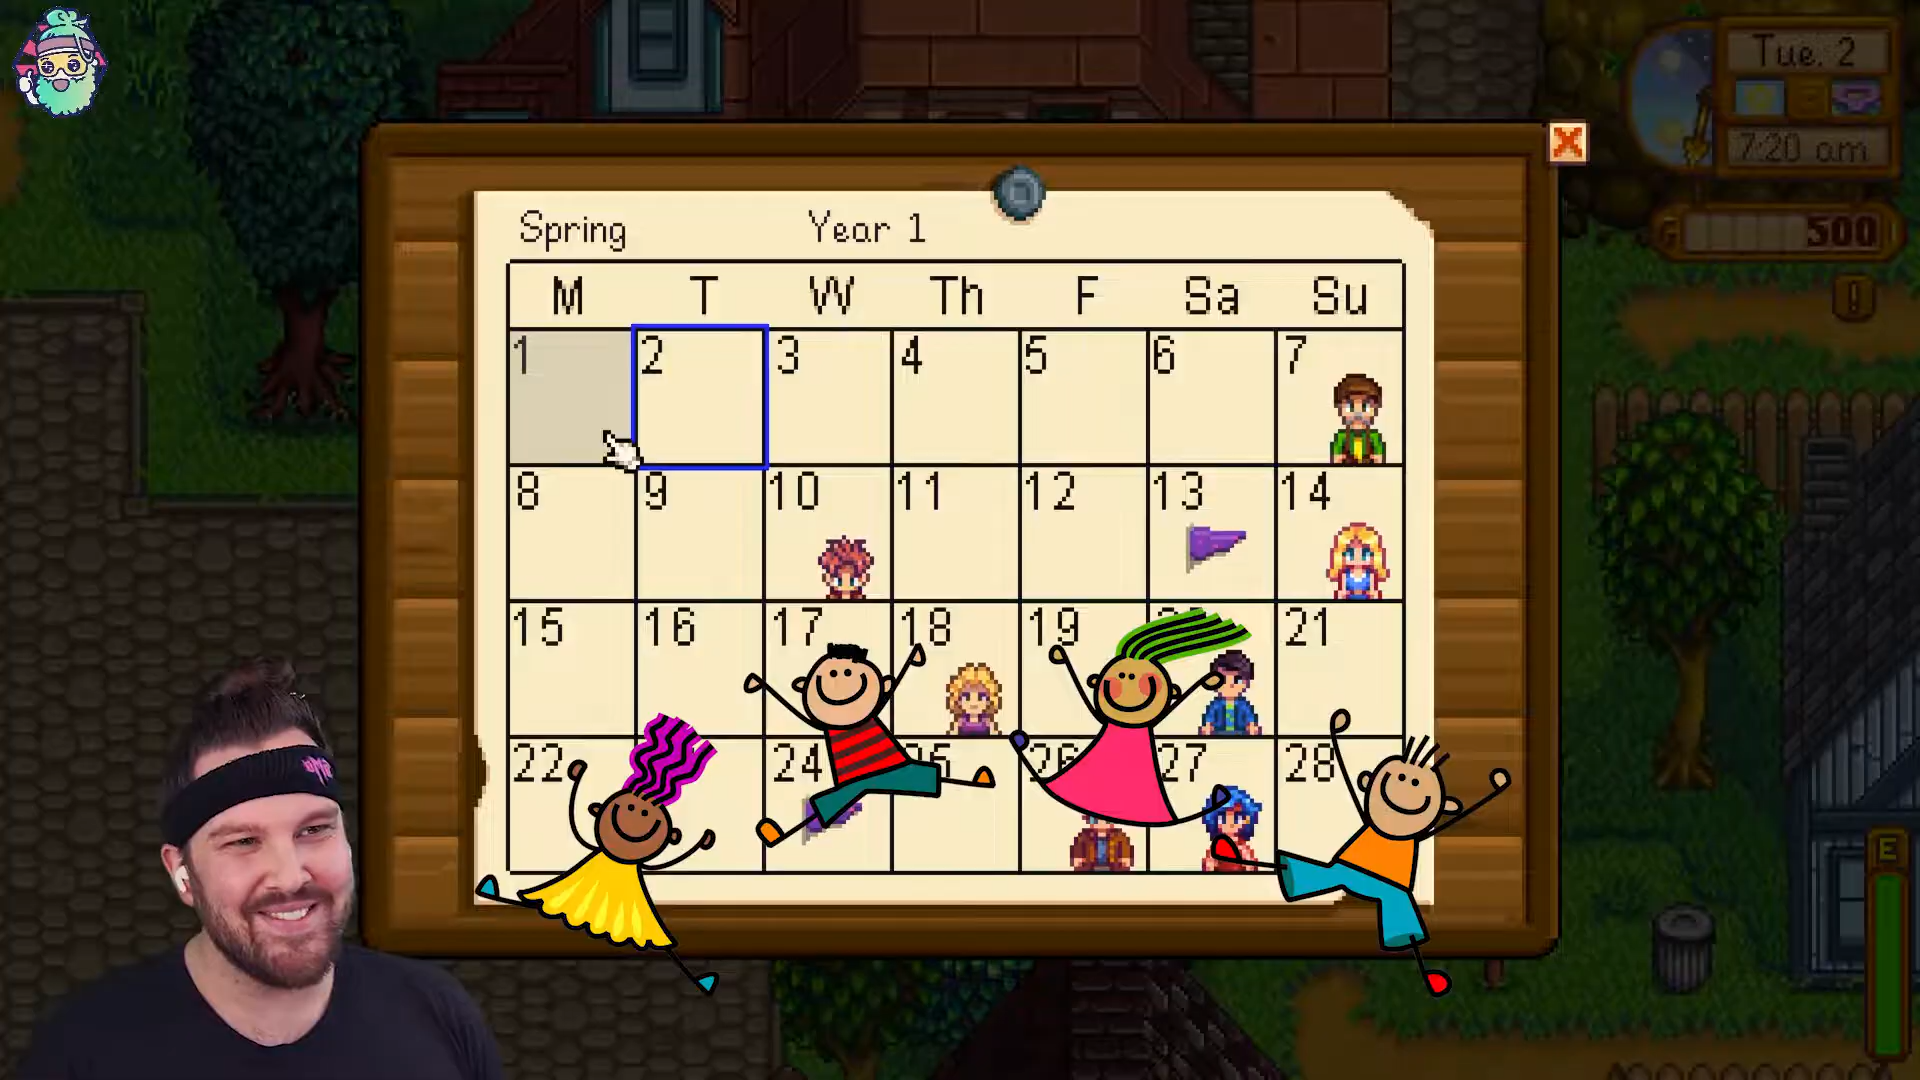 Tue. 2
7:20 am
G 500
!
Spring Year 1
M T W Th F Sa Su
1 2 3 4 5 6 7
8 9 10 11 12 13 14
15 16 17 18 19 21
22 24 26 27 28
E